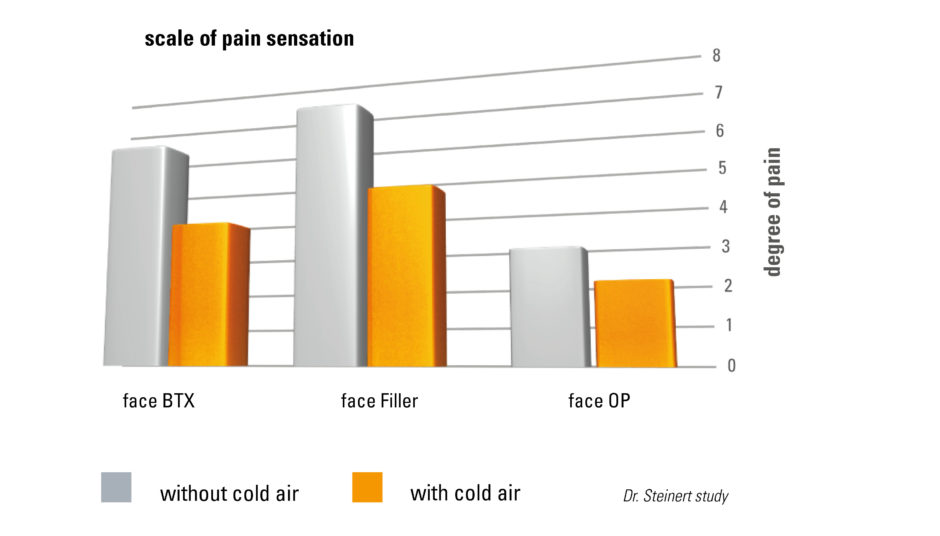 scale of pain sensation
8
7
6
5
4
3
2
1
0
degree of pain
face BTX
face Filler
face OP
without cold air
with cold air
Dr. Steinert study